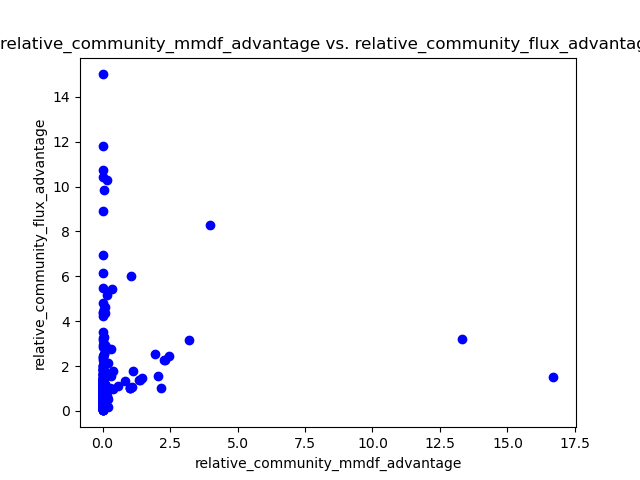 relative_community_mmdf_advantage vs. relative_community_flux_advantag
14
12
10
8
6
4
2
0
relative_community_flux_advantage
0.0 2.5 5.0 7.5 10.0 12.5 15.0 17.5
relative_community_mmdf_advantage